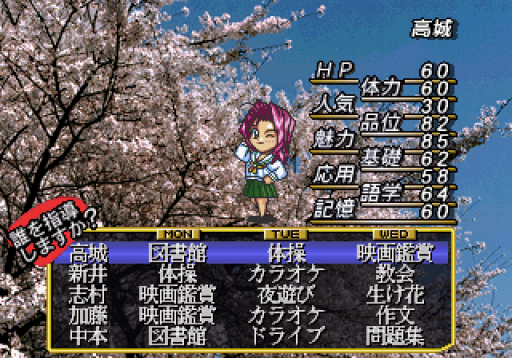 高城
HP 60
体力 60
人気 30
品位 82
魅力 85
基礎 62
応用 58
語学 64
記憶 60
誰を指導
しますか?
MON TUE WED
高城 図書館 体操 映画鑑賞
新井 体操 カラオケ 教会
志村 映画鑑賞 夜遊び 生け花
加藤 映画鑑賞 カラオケ 作文
中本 図書館 ドライブ 問題集